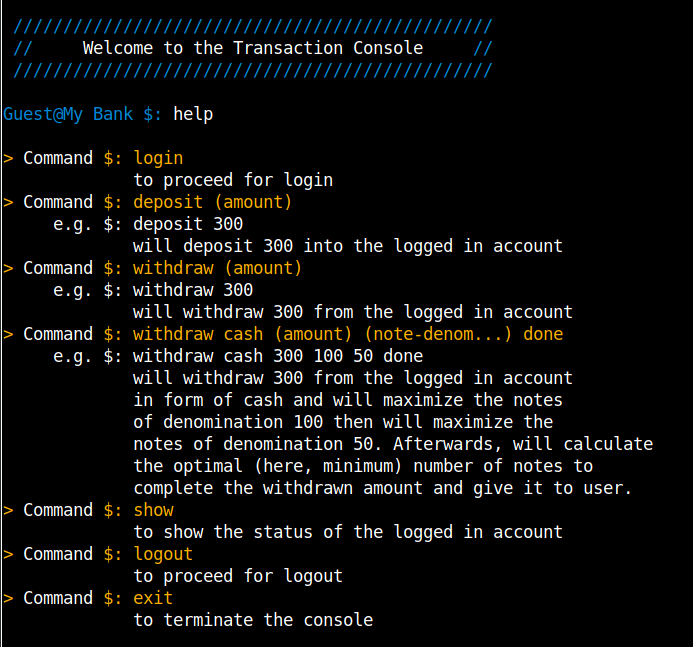 ////////////////////////////////////////////////
// Welcome to the Transaction Console //
////////////////////////////////////////////////
Guest@My Bank $: help
> Command $: login
to proceed for login
> Command $: deposit (amount)
e.g. $: deposit 300
will deposit 300 into the logged in account
> Command $: withdraw (amount)
e.g. $: withdraw 300
will withdraw 300 from the logged in account
> Command $: withdraw cash (amount) (note-denom...) done
e.g. $: withdraw cash 300 100 50 done
will withdraw 300 from the logged in account
in form of cash and will maximize the notes
of denomination 100 then will maximize the
notes of denomination 50. Afterwards, will calculate
the optimal (here, minimum) number of notes to
complete the withdrawn amount and give it to user.
> Command $: show
to show the status of the logged in account
> Command $: logout
to proceed for logout
> Command $: exit
to terminate the console